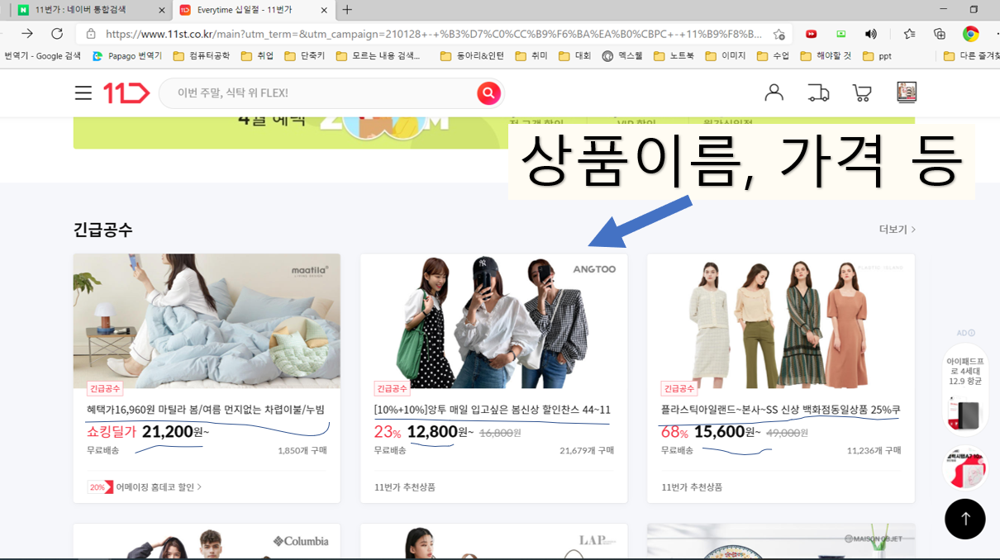 11번가 : 네이버 통합검색
Everytime 십일절 - 11번가
https://www.11st.co.kr/main?utm_term=&utm_campaign=210128+-+%B3%D7%C0%CC%B9%F6%BA%EA%B0%CBPC+-+11%B9%F8%B...
번역기 - Google 검색 Papago 번역기 컴퓨터공학 취업 단축키 모르는 내용 검색... 동아리&인턴 취미 대회 멕스웰 노트북 이미지 수업 해야할 것 ppt 다른 즐겨찾
11D
이번 주말, 식탁 위 FLEX!
4월 혜택
상품이름, 가격 등
긴급공수
더보기
maatila
ANGTOO
PLASTIC ISLAND
긴급공수
혜택가16,960원 마틸라 봄/여름 먼지없는 차렵이불/누빔
쇼킹딜가 21,200원~
무료배송 1,850개 구매
20% 어메이징 홈데코 할인
긴급공수
[10%+10%]앙투 매일 입고싶은 봄신상 할인찬스 44~11
23% 12,800원~ 16,800원
무료배송 21,679개 구매
11번가 추천상품
긴급공수
플라스틱아일랜드~본사~SS 신상 백화점동일상품 25%쿠
68% 15,600원~ 49,000원
무료배송 11,236개 구매
11번가 추천상품
AD
아이패드프
로 4세대
12.9 항균
Columbia
LAP
MAISON OBJET